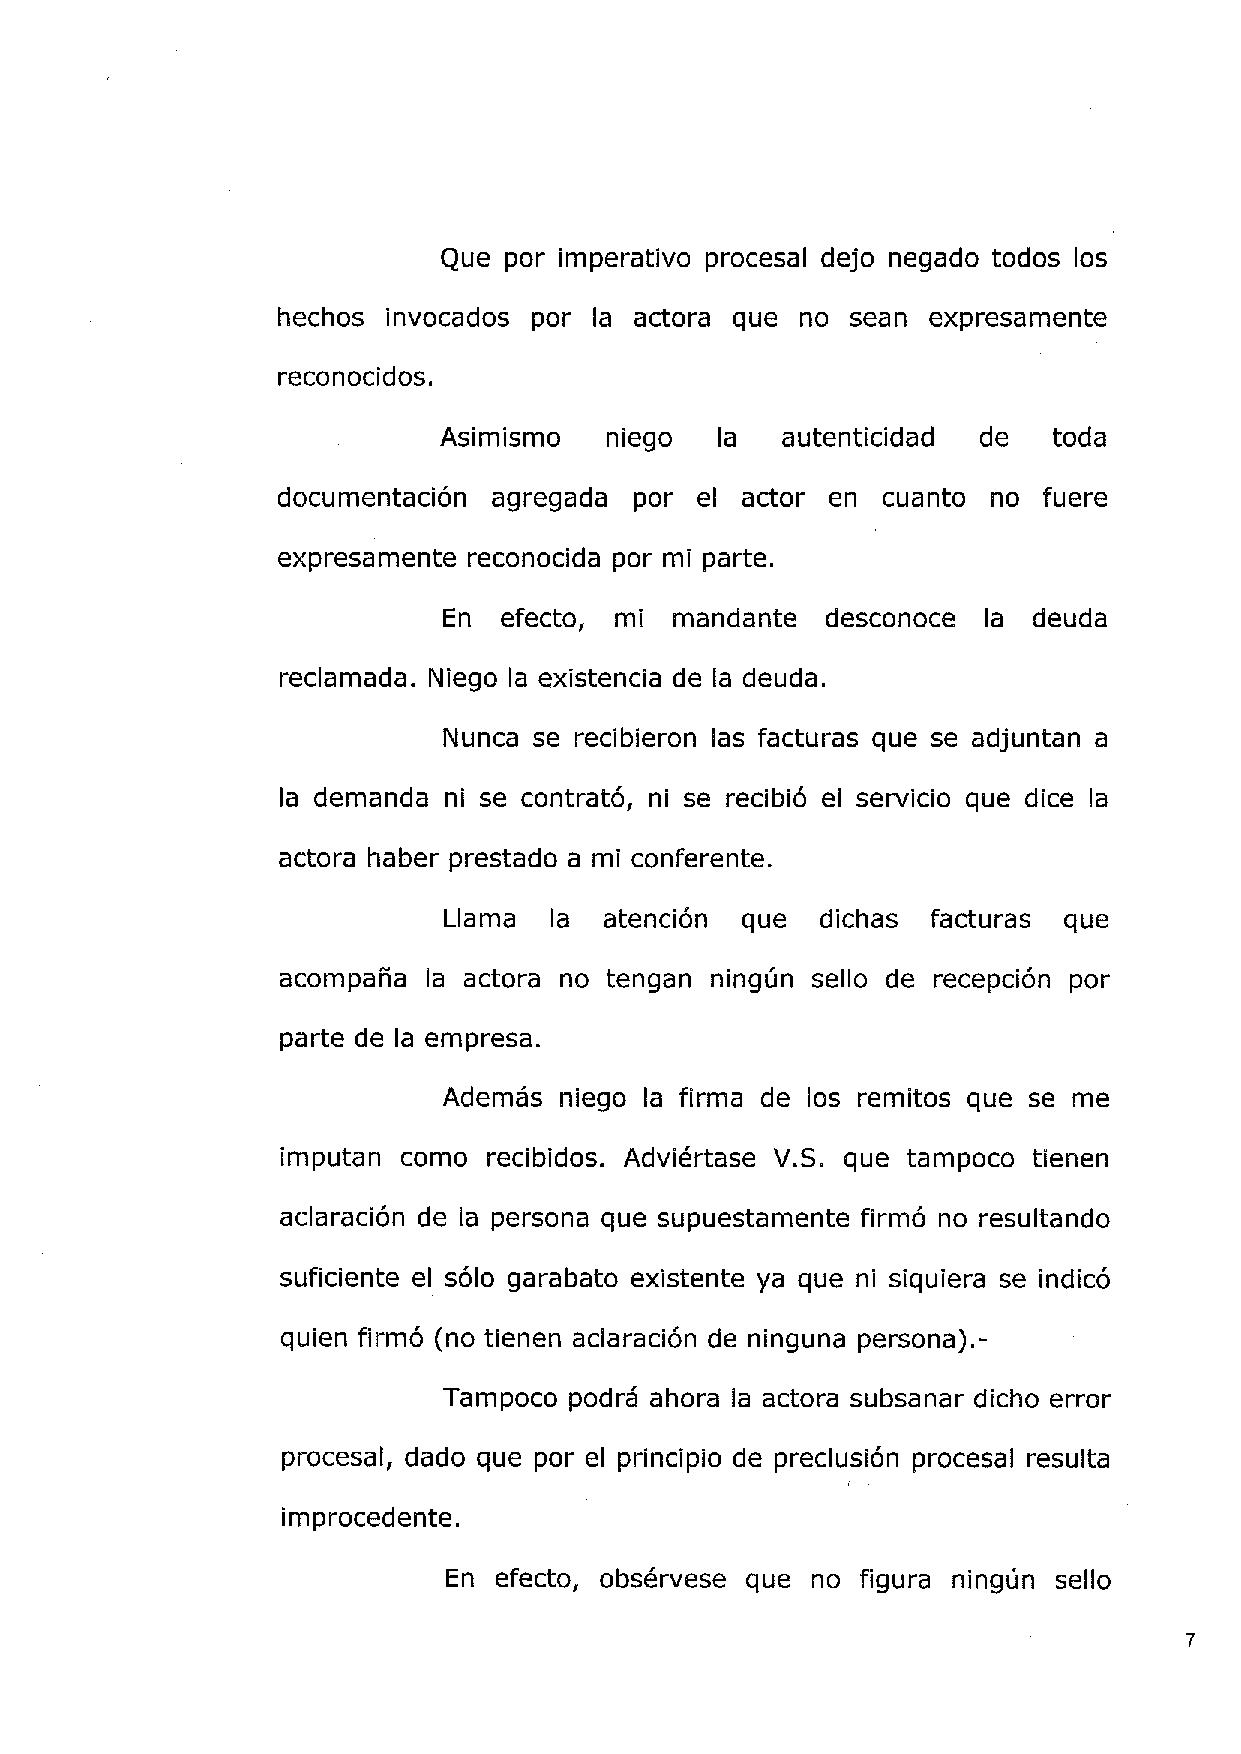 Que por imperativo procesal dejo negado todos los
hechos invocados por la actora que no sean expresamente
reconocidos.
Asimismo niego la autenticidad de toda
documentación agregada por el actor en cuanto no fuere
expresamente reconocida por mi parte.
En efecto, mi mandante desconoce la deuda
reclamada. Niego la existencia de la deuda.
Nunca se recibieron las facturas que se adjuntan a
la demanda ni se contrató, ni se recibió el servicio que dice la
actora haber prestado a mi conferente.
Llama la atención que dichas facturas que
acompaña la actora no tengan ningún sello de recepción por
parte de la empresa.
Además niego la firma de los remitos que se me
imputan como recibidos. Adviértase V.S. que tampoco tienen
aclaración de la persona que supuestamente firmó no resultando
suficiente el sólo garabato existente ya que ni siquiera se indicó
quien firmó (no tienen aclaración de ninguna persona).-
Tampoco podrá ahora la actora subsanar dicho error
procesal, dado que por el principio de preclusión procesal resulta
improcedente.
En efecto, obsérvese que no figura ningún sello
7